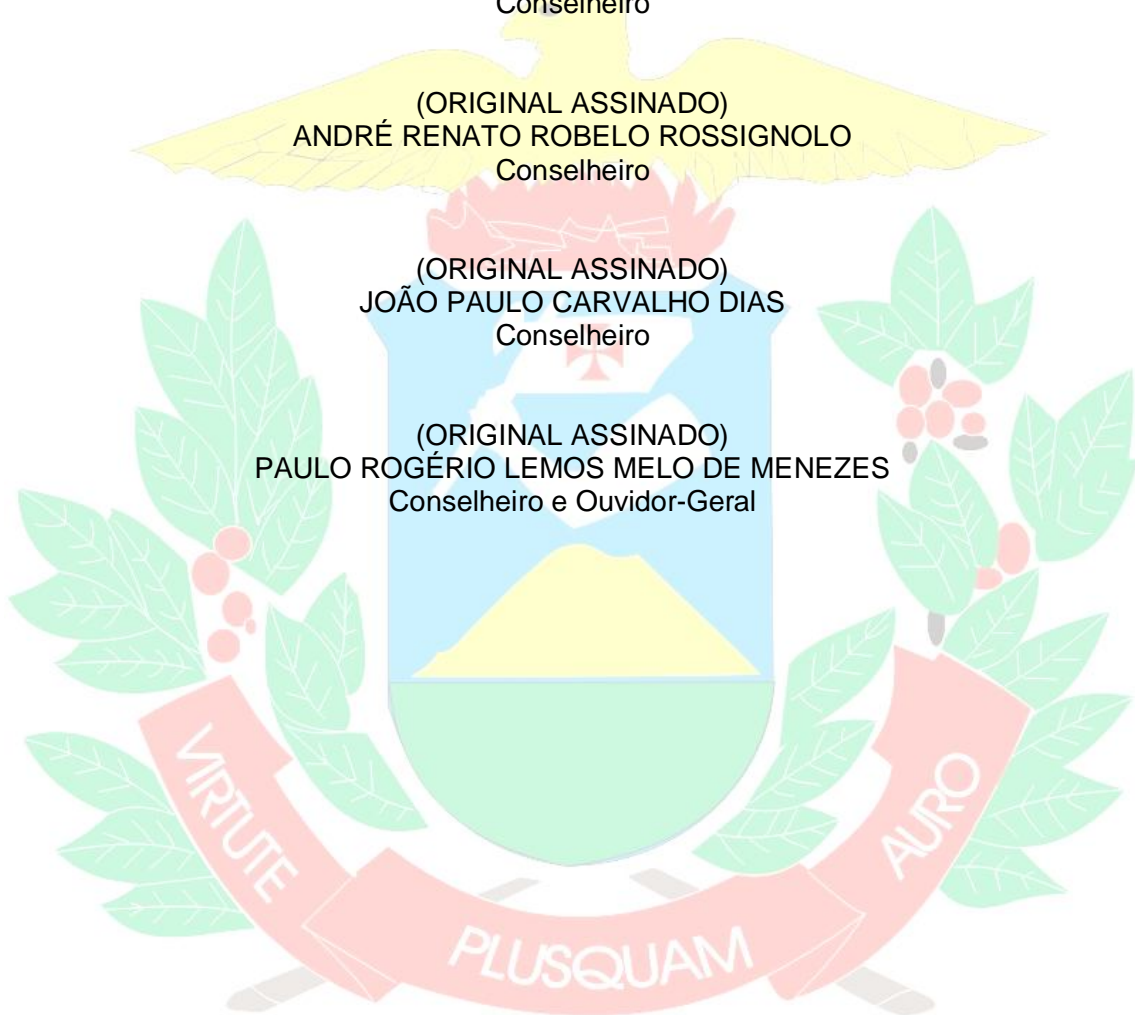 Conselheiro
(ORIGINAL ASSINADO)
ANDRÉ RENATO ROBELO ROSSIGNOLO
Conselheiro
(ORIGINAL ASSINADO)
JOÃO PAULO CARVALHO DIAS
Conselheiro
(ORIGINAL ASSINADO)
PAULO ROGÉRIO LEMOS MELO DE MENEZES
Conselheiro e Ouvidor-Geral
VIRTUTE
PLUSQUAM
AURO